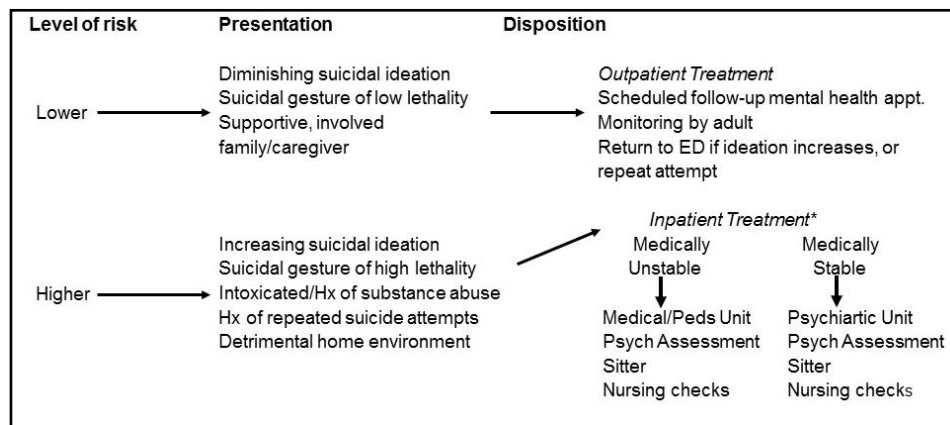 Level of risk
Presentation
Disposition
Lower
Diminishing suicidal ideation
Suicidal gesture of low lethality
Supportive, involved
family/caregiver
Outpatient Treatment
Scheduled follow-up mental health appt.
Monitoring by adult
Return to ED if ideation increases, or
repeat attempt
Higher
Increasing suicidal ideation
Suicidal gesture of high lethality
Intoxicated/Hx of substance abuse
Hx of repeated suicide attempts
Detrimental home environment
Inpatient Treatment*
Medically
Unstable
Medical/Peds Unit
Psych Assessment
Sitter
Nursing checks
Medically
Stable
Psychiartic Unit
Psych Assessment
Sitter
Nursing checks